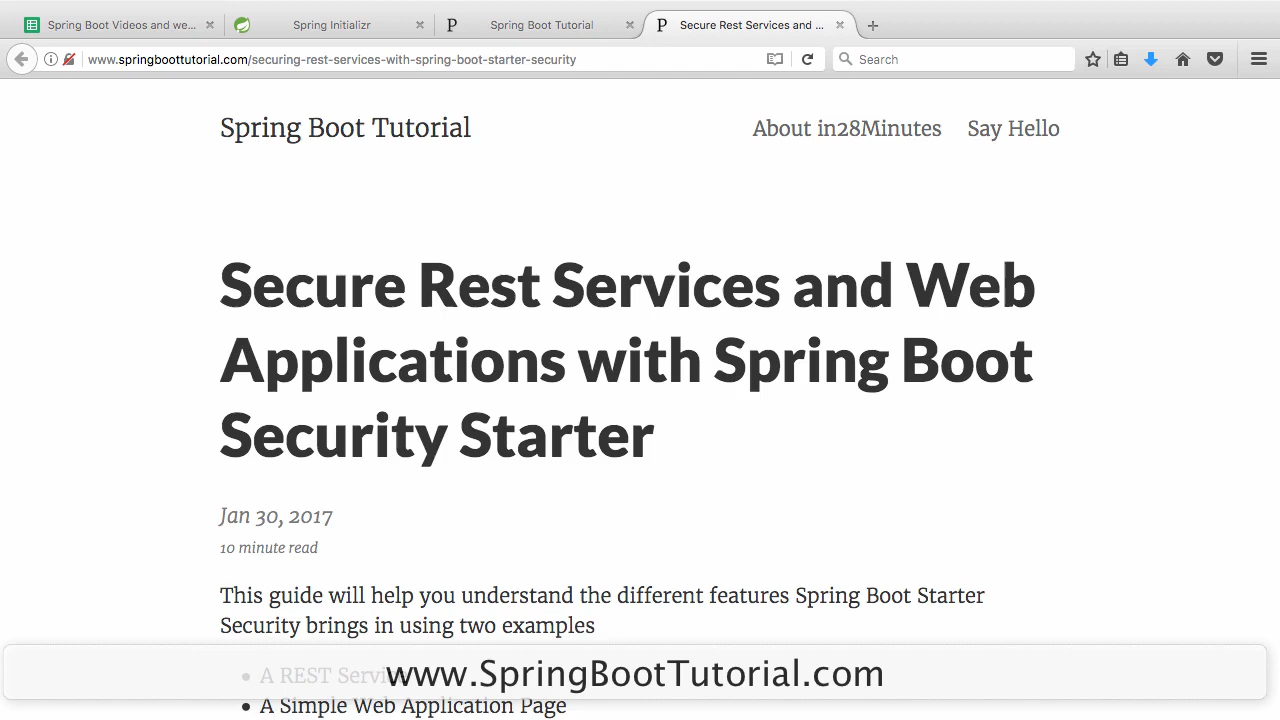 Spring Boot Videos and we...
Spring Initializr
Spring Boot Tutorial
Secure Rest Services and ...
www.springboottutorial.com/securing-rest-services-with-spring-boot-starter-security
Search
Spring Boot Tutorial
About in28Minutes
Say Hello
Secure Rest Services and Web
Applications with Spring Boot
Security Starter
Jan 30, 2017
10 minute read
This guide will help you understand the different features Spring Boot Starter
Security brings in using two examples
A REST Service
www.SpringBootTutorial.com
A Simple Web Application Page